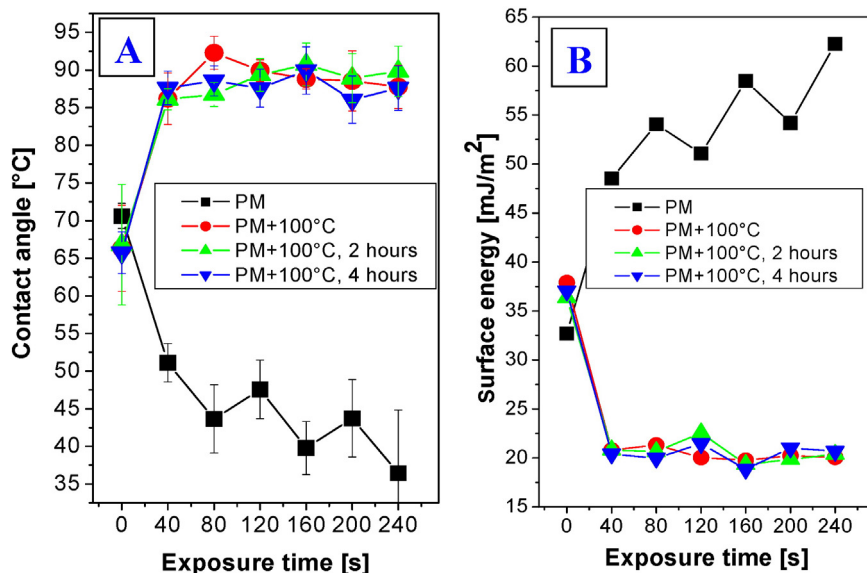 A
Contact angle [°C]
100
95
90
85
80
75
70
65
60
55
50
45
40
35
PM
PM+100°C
PM+100°C, 2 hours
PM+100°C, 4 hours
0 40 80 120 160 200 240
Exposure time [s]
B
Surface energy [mJ/m²]
65
60
55
50
45
40
35
30
25
20
15
PM
PM+100°C
PM+100°C, 2 hours
PM+100°C, 4 hours
0 40 80 120 160 200 240
Exposure time [s]